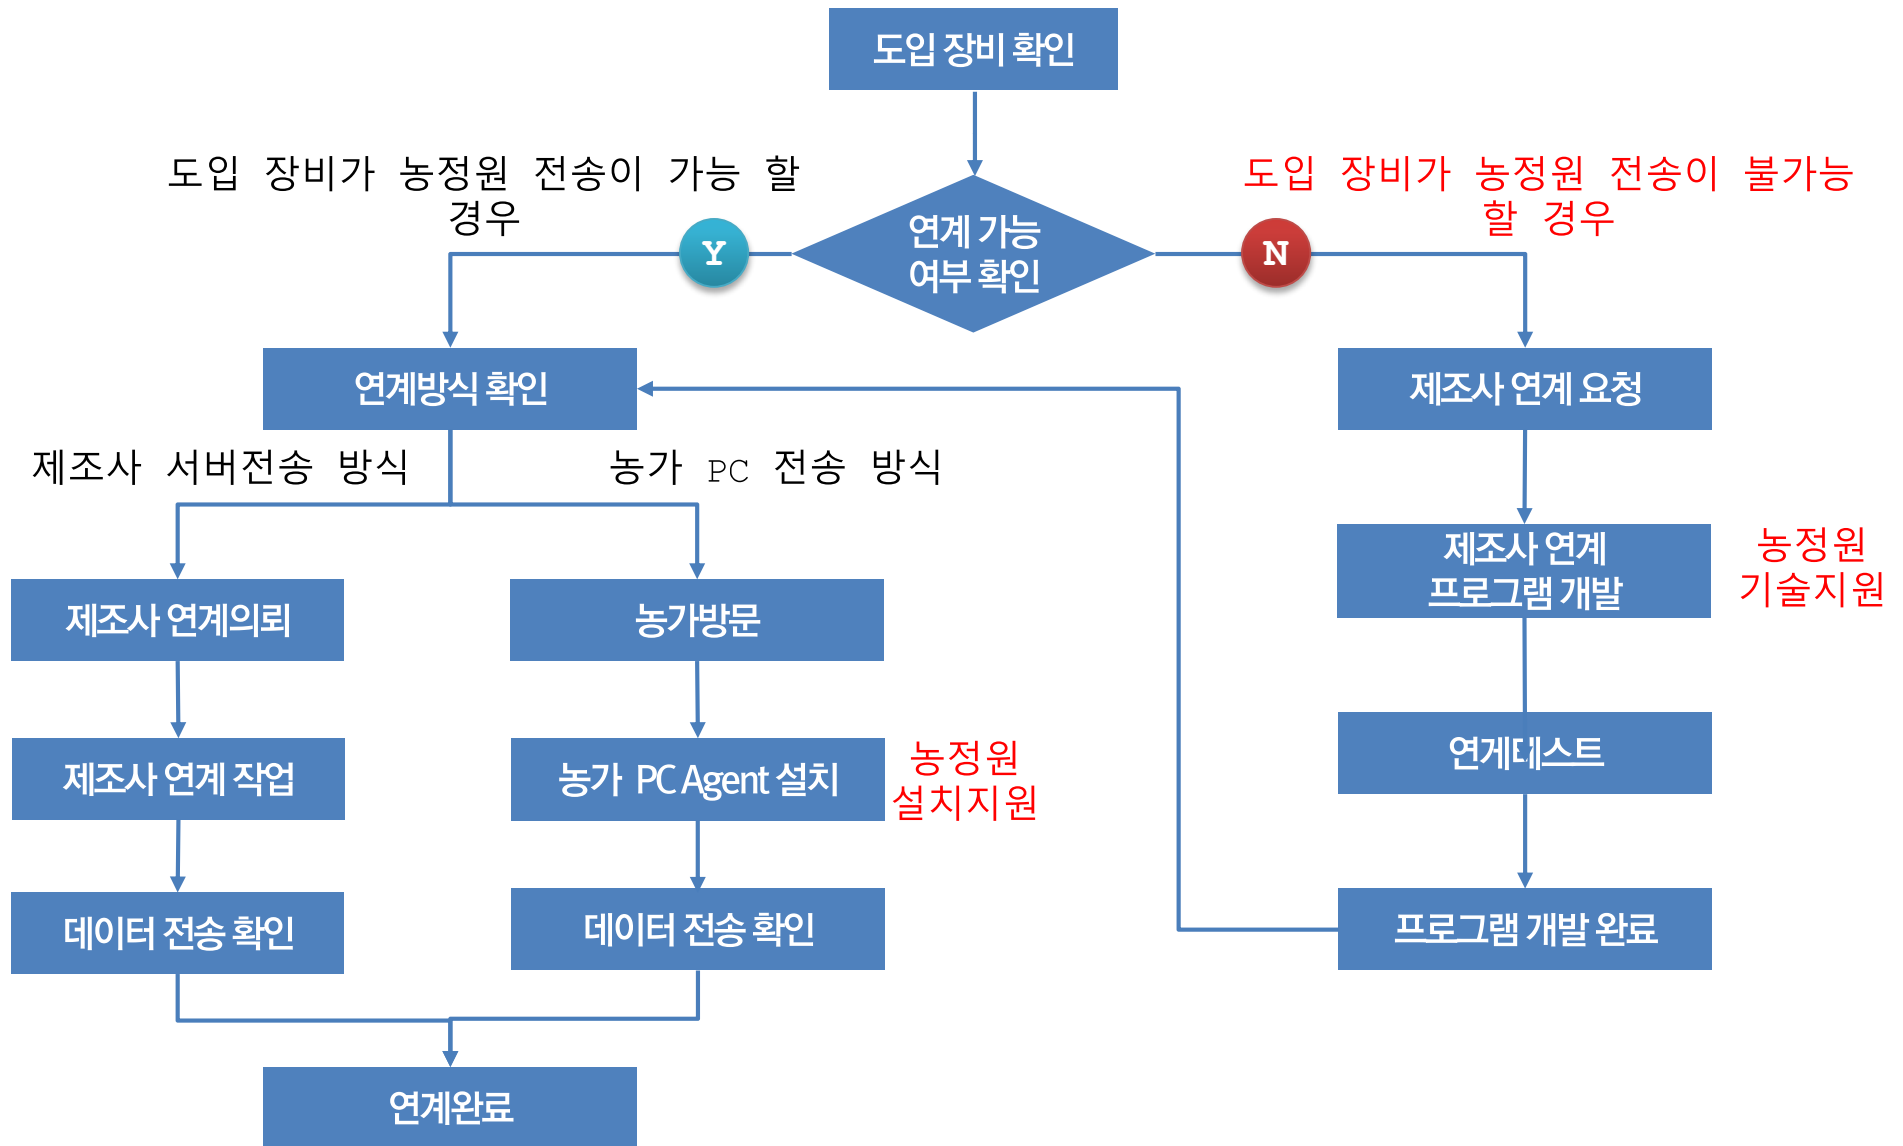 도입 장비 확인
도입 장비가 농정원 전송이 가능 할
경우
도입 장비가 농정원 전송이 불가능
할 경우
연계 가능
여부 확인
Y
N
연계방식 확인
제조사 연계 요청
제조사 서버전송 방식
농가 PC 전송 방식
제조사 연계
프로그램 개발
농정원
기술지원
제조사 연계의뢰
농가방문
제조사 연계 작업
농가 PC Agent 설치
농정원
설치지원
연계테스트
데이터 전송 확인
데이터 전송 확인
프로그램 개발 완료
연계완료